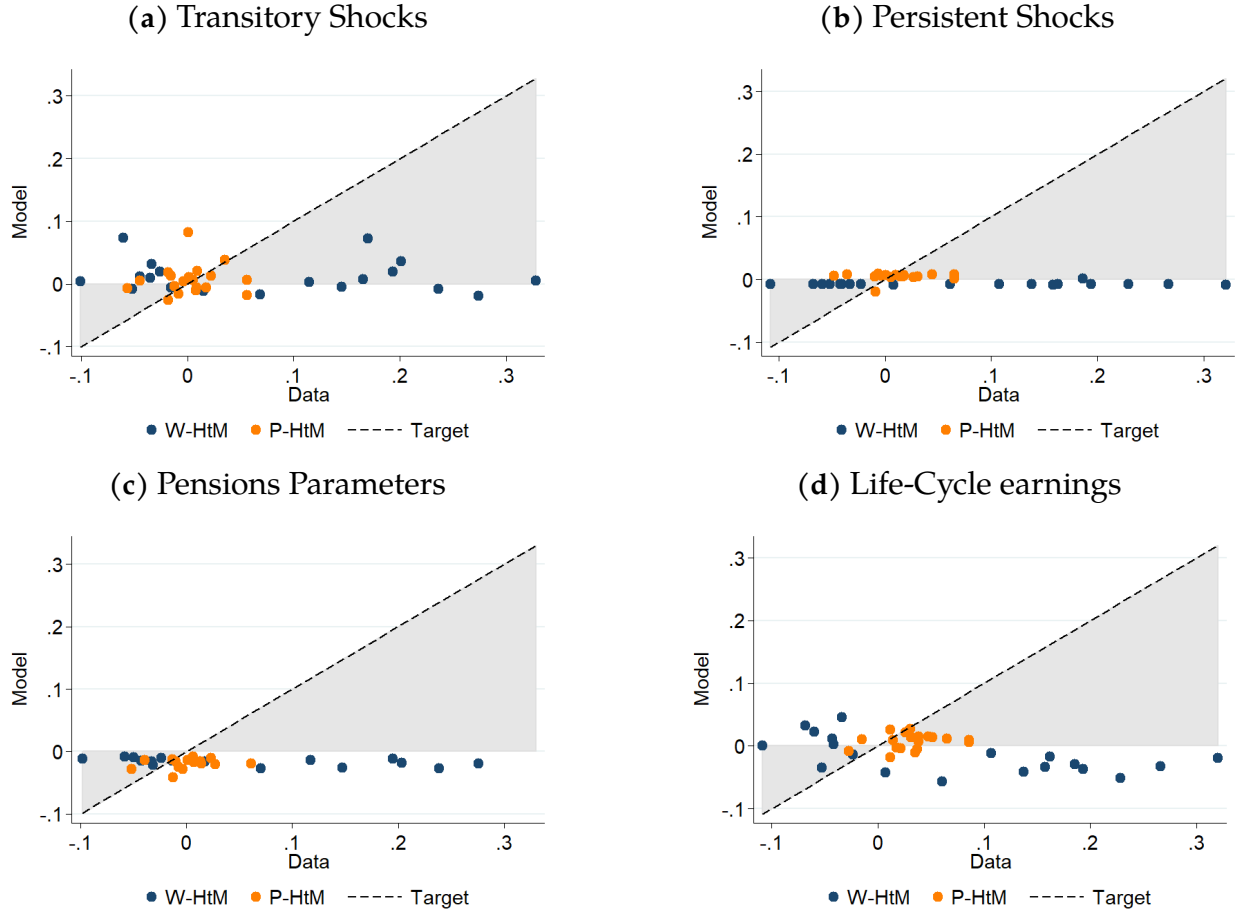 (a) Transitory Shocks
.3
.2
.1
0
-.1
Model
-.1 0 .1 .2 .3
Data
W-HtM P-HtM Target
(b) Persistent Shocks
.3
.2
.1
0
-.1
Model
-.1 0 .1 .2 .3
Data
W-HtM P-HtM Target
(c) Pensions Parameters
.3
.2
.1
0
-.1
Model
-.1 0 .1 .2 .3
Data
W-HtM P-HtM Target
(d) Life-Cycle earnings
.3
.2
.1
0
-.1
Model
-.1 0 .1 .2 .3
Data
W-HtM P-HtM Target